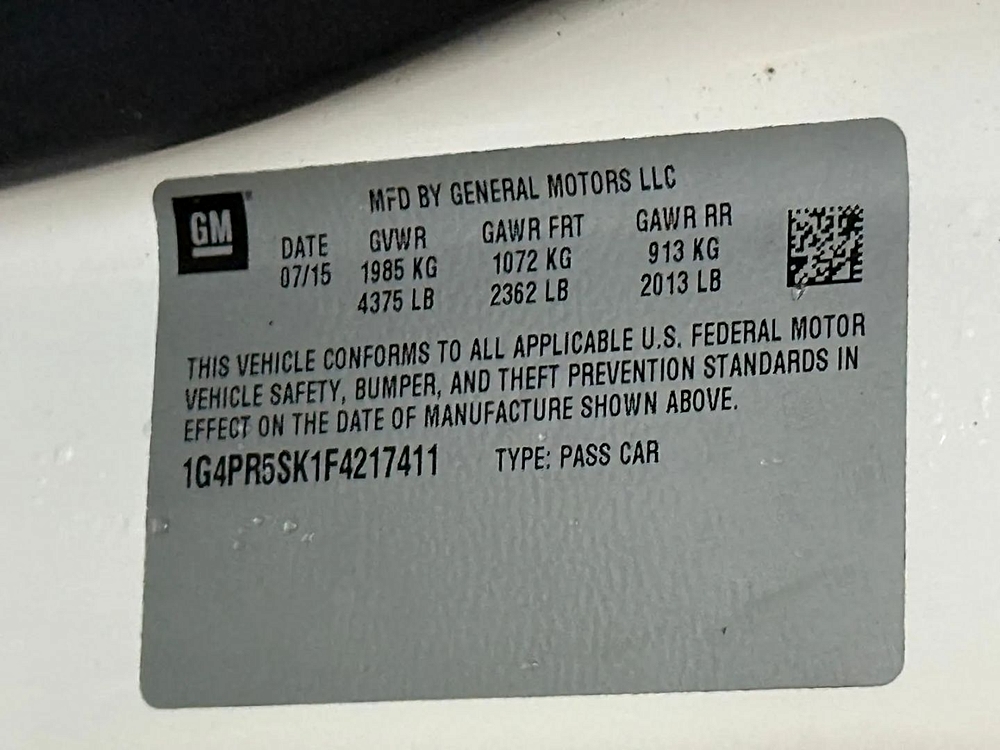 GM
MFD BY GENERAL MOTORS LLC
DATE GVWR GAWR FRT GAWR RR
07/15 1985 KG 1072 KG 913 KG
4375 LB 2362 LB 2013 LB
THIS VEHICLE CONFORMS TO ALL APPLICABLE U.S. FEDERAL MOTOR
VEHICLE SAFETY, BUMPER, AND THEFT PREVENTION STANDARDS IN
EFFECT ON THE DATE OF MANUFACTURE SHOWN ABOVE.
1G4PR5SK1F4217411 TYPE: PASS CAR